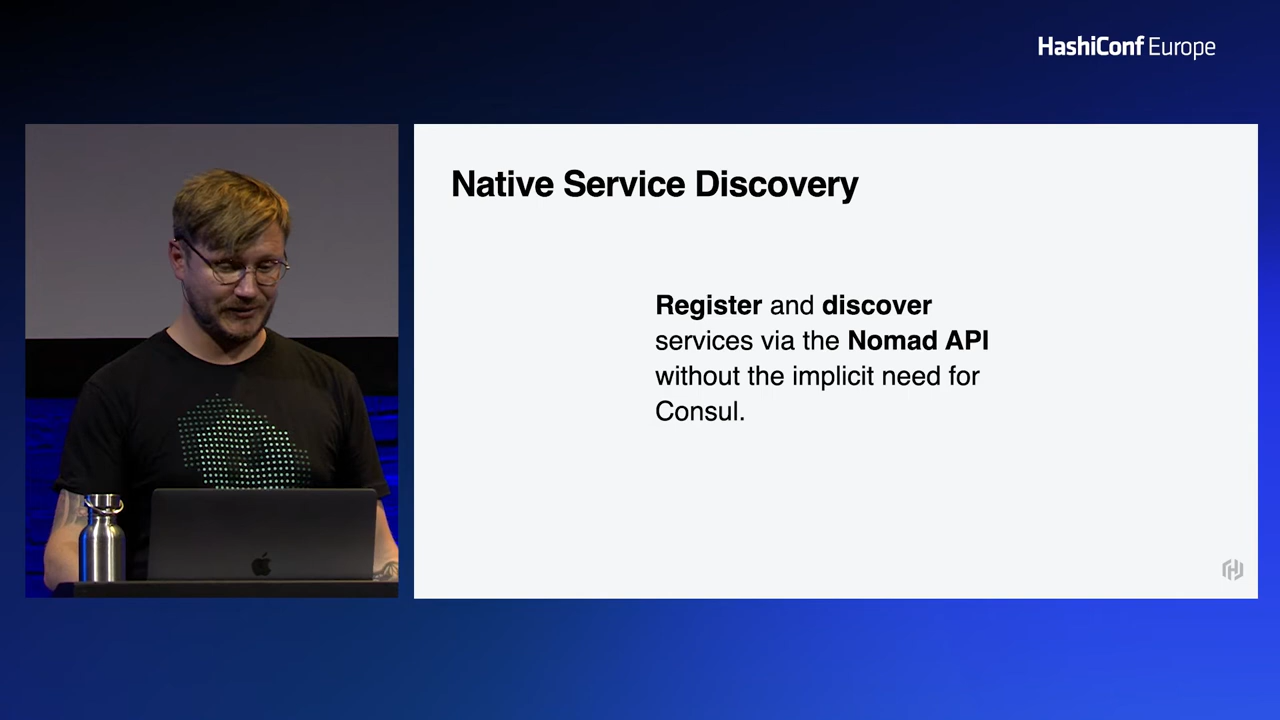 HashiConf Europe
Native Service Discovery
Register and discover
services via the Nomad API
without the implicit need for
Consul.